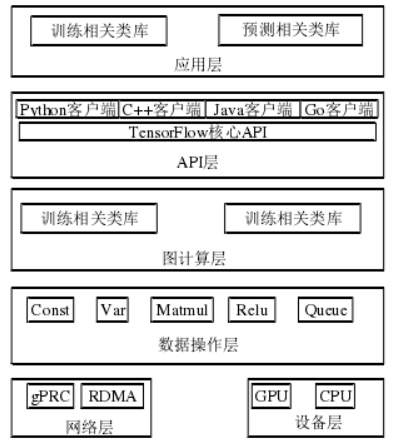 训练相关类库 预测相关类库
应用层
Python客户端 C++客户端 Java客户端 Go客户端
TensorFlow核心API
API层
训练相关类库 训练相关类库
图计算层
Const Var Matmul Relu Queue
数据操作层
gPRC RDMA GPU CPU
网络层 设备层